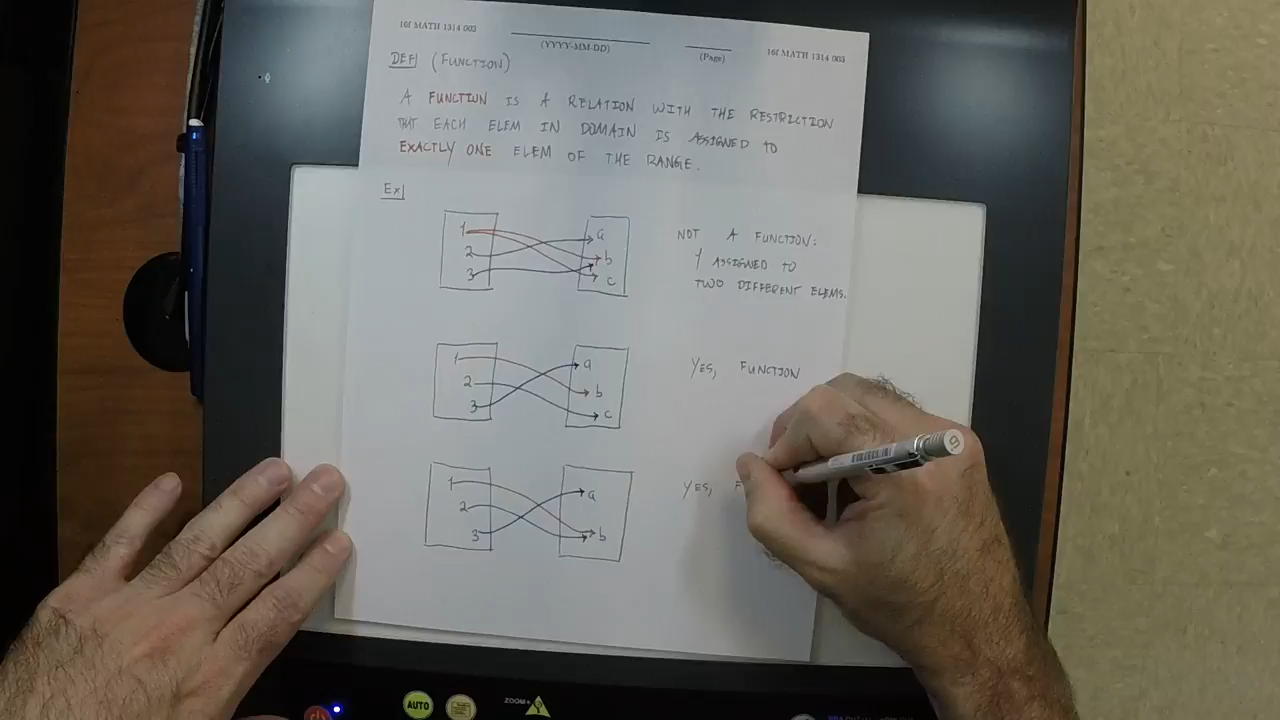 16f MATH 1314 003
(YYYY-MM-DD)
(Page)
16f MATH 1314 003
DEF (FUNCTION)
A FUNCTION IS A RELATION WITH THE RESTRICTION
THAT EACH ELEM IN DOMAIN IS ASSIGNED TO
EXACTLY ONE ELEM OF THE RANGE.
Ex
1 a
2 b
3 c
NOT A FUNCTION:
1 ASSIGNED TO
TWO DIFFERENT ELEMS.
1 a
2 b
3 c
YES, FUNCTION
1 a
2
3 b
YES, F
AUTO
ZOOM+